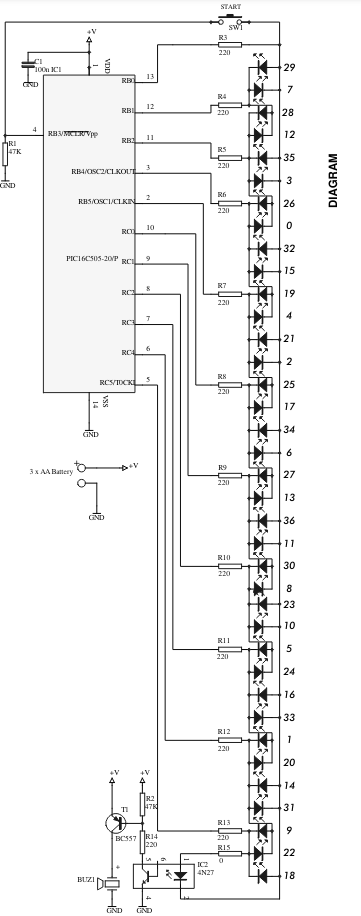 START
SW1
+V
R3
220
C1
100n
IC1
VDD
1
GND
RB0
13
29
7
R4
220
RB1
12
28
12
4
RB3/MCLR/Vpp
R1
47K
GND
RB2
11
R5
220
35
3
RB4/OSC2/CLKOUT
3
R6
220
26
0
RB5/OSC1/CLKIN
2
RC0
10
32
15
PIC16C505-20/P
RC1
9
RC2
8
R7
220
19
4
RC3
7
21
2
RC4
6
RC5/T0CKI
5
R8
220
25
17
VSS
14
GND
34
6
3 x AA Battery
+
+V
GND
R9
220
27
13
36
11
R10
220
30
8
23
10
R11
220
5
24
16
33
R12
220
1
20
14
31
+V
+V
R2
47K
T1
BC557
R14
220
R13
220
9
R15
0
22
18
BUZ1
+
GND
5
6
4
GND
1
2
IC2
4N27
DIAGRAM